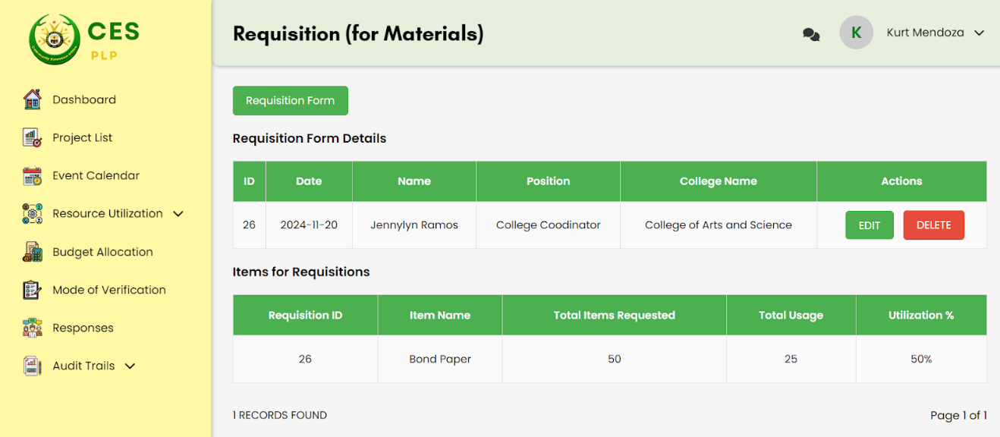 CES
PLP
Community Extension Office
Requisition (for Materials)
K
Kurt Mendoza
Dashboard
Project List
Event Calendar
Resource Utilization
Budget Allocation
Mode of Verification
Responses
Audit Trails
Requisition Form
Requisition Form Details
ID Date Name Position College Name Actions
26 2024-11-20 Jennylyn Ramos College Coodinator College of Arts and Science EDIT DELETE
Items for Requisitions
Requisition ID Item Name Total Items Requested Total Usage Utilization %
26 Bond Paper 50 25 50%
1 RECORDS FOUND
Page 1 of 1